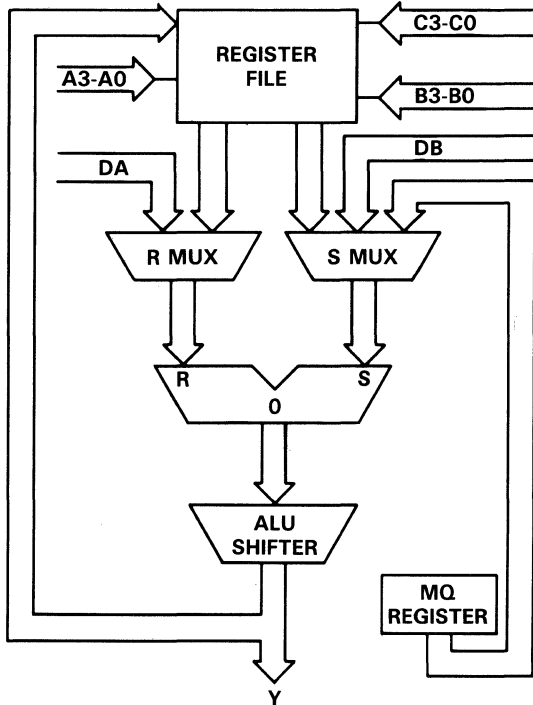 C3-C0
REGISTER
FILE
A3-A0
B3-B0
DA
DB
R MUX
S MUX
R
S
0
ALU
SHIFTER
MQ
REGISTER
Y